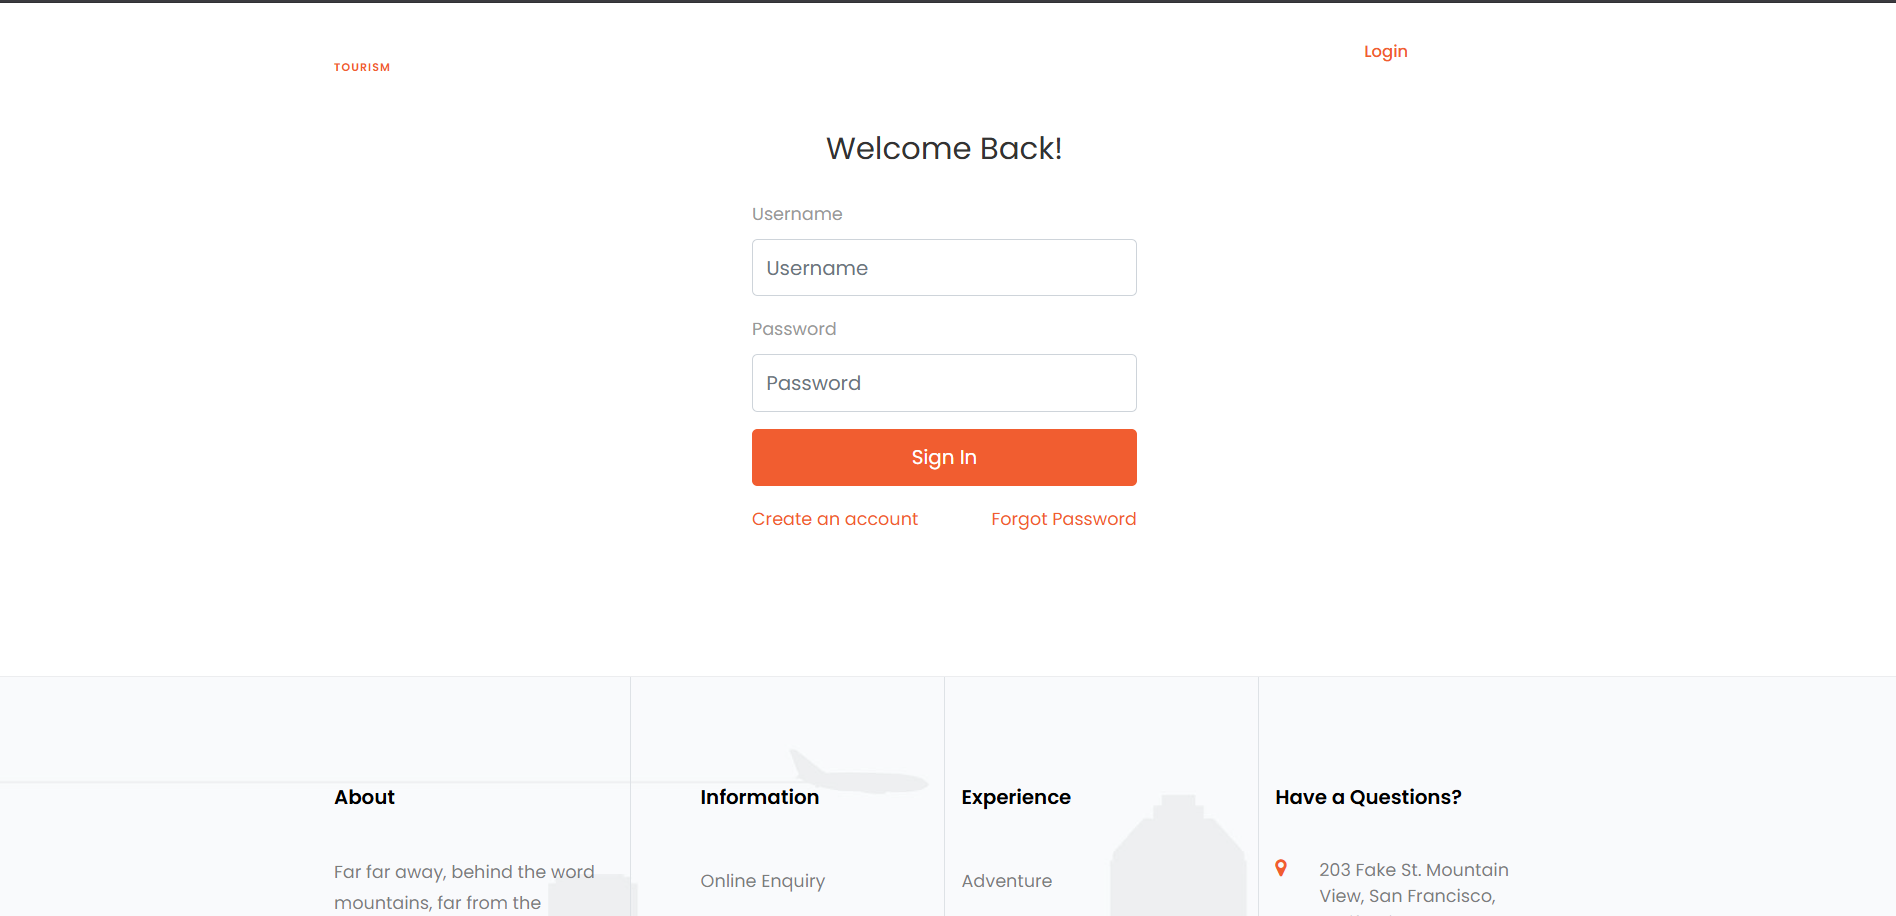 TOURISM
Login
Welcome Back!
Username
Username
Password
Password
Sign In
Create an account
Forgot Password
About
Far far away, behind the word
mountains, far from the
Information
Online Enquiry
Experience
Adventure
Have a Questions?
203 Fake St. Mountain
View, San Francisco,